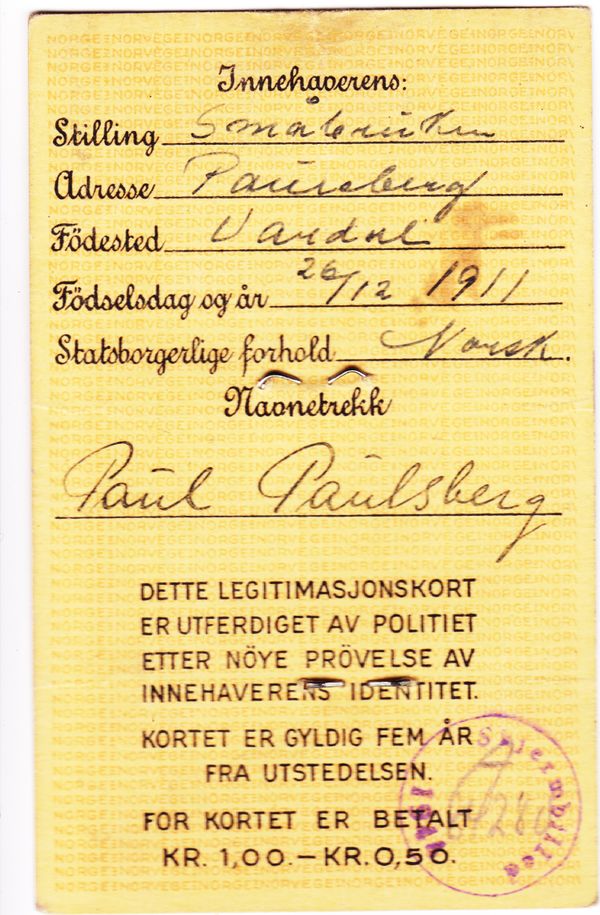 Innehaverens:
Stilling Småbruker
Adresse Paulsberg
Födested Vardal
Födselsdag og år 26/12 1911
Statsborgerlige forhold Norsk.
Navnetrekk
Paul Paulsberg
DETTE LEGITIMASJONSKORT
ER UTFERDIGET AV POLITIET
ETTER NÖYE PRÖVELSE AV
INNEHAVERENS IDENTITET.
KORTET ER GYLDIG FEM ÅR
FRA UTSTEDELSEN.
FOR KORTET ER BETALT
KR. 1,00.-KR.0,50.